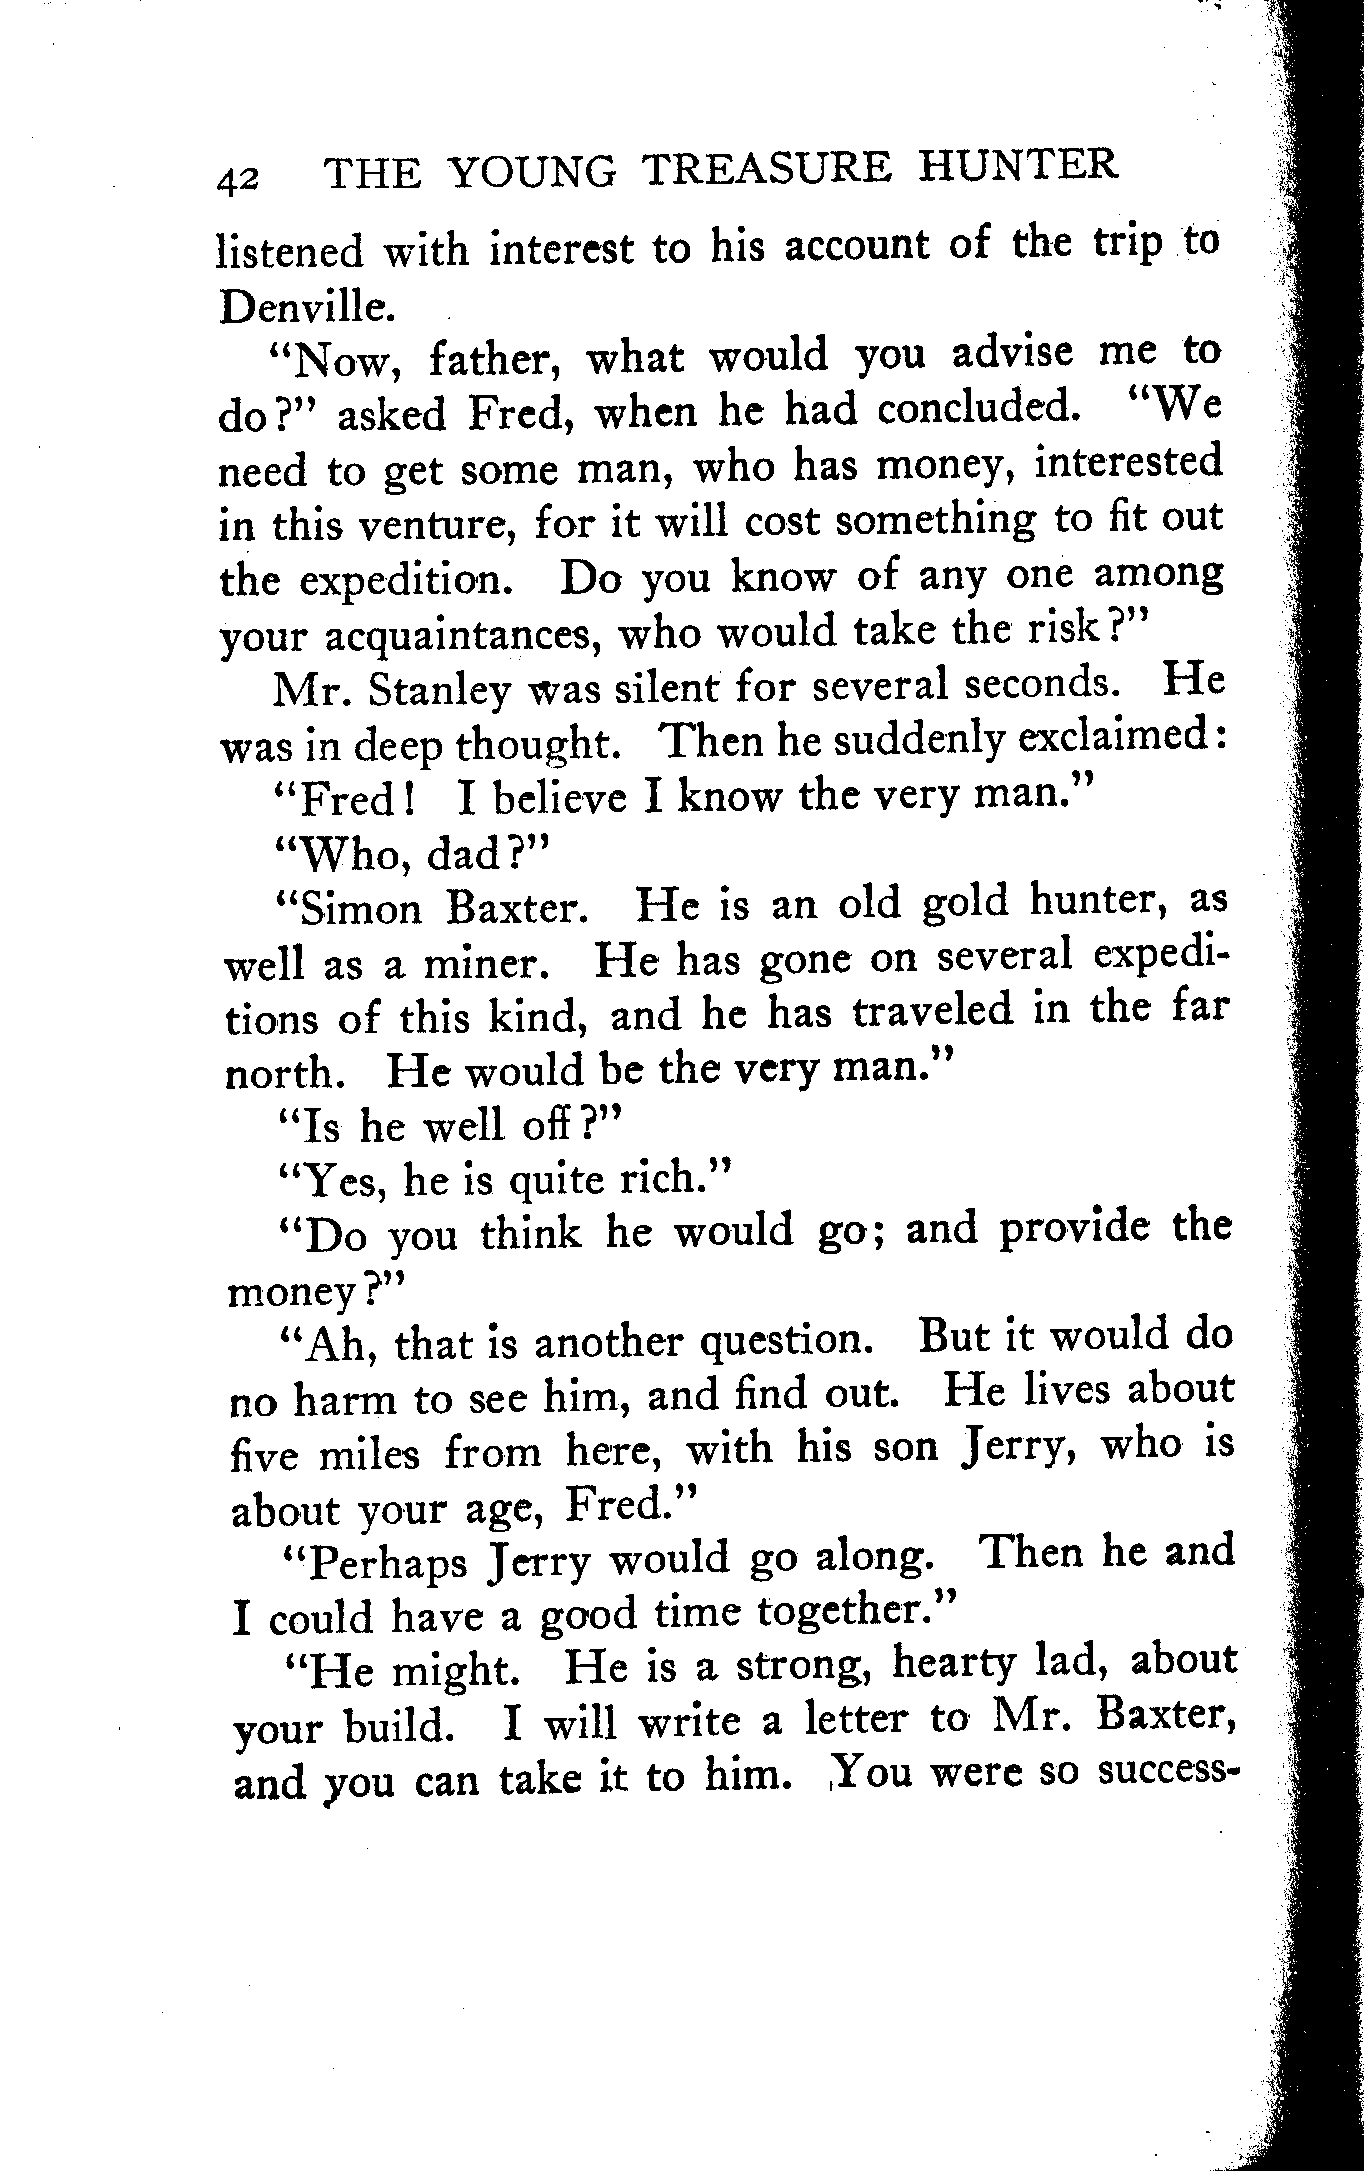 42 THE YOUNG TREASURE HUNTER
listened with interest to his account of the trip to
Denville.
“Now, father, what would you advise me to
do?” asked Fred, when he had concluded. “We
need to get some man, who has money, interested
in this venture, for it will cost something to fit out
the expedition. Do you know of any one among
your acquaintances, who would take the risk?”
Mr. Stanley was silent for several seconds. He
was in deep thought. Then he suddenly exclaimed:
“Fred! I believe I know the very man.”
“Who, dad?”
“Simon Baxter. He is an old gold hunter, as
well as a miner. He has gone on several expedi-
tions of this kind, and he has traveled in the far
north. He would be the very man.”
“Is he well off?”
“Yes, he is quite rich.”
“Do you think he would go; and provide the
money?”
“Ah, that is another question. But it would do
no harm to see him, and find out. He lives about
five miles from here, with his son Jerry, who is
about your age, Fred.”
“Perhaps Jerry would go along. Then he and
I could have a good time together.”
“He might. He is a strong, hearty lad, about
your build. I will write a letter to Mr. Baxter,
and you can take it to him. You were so success-